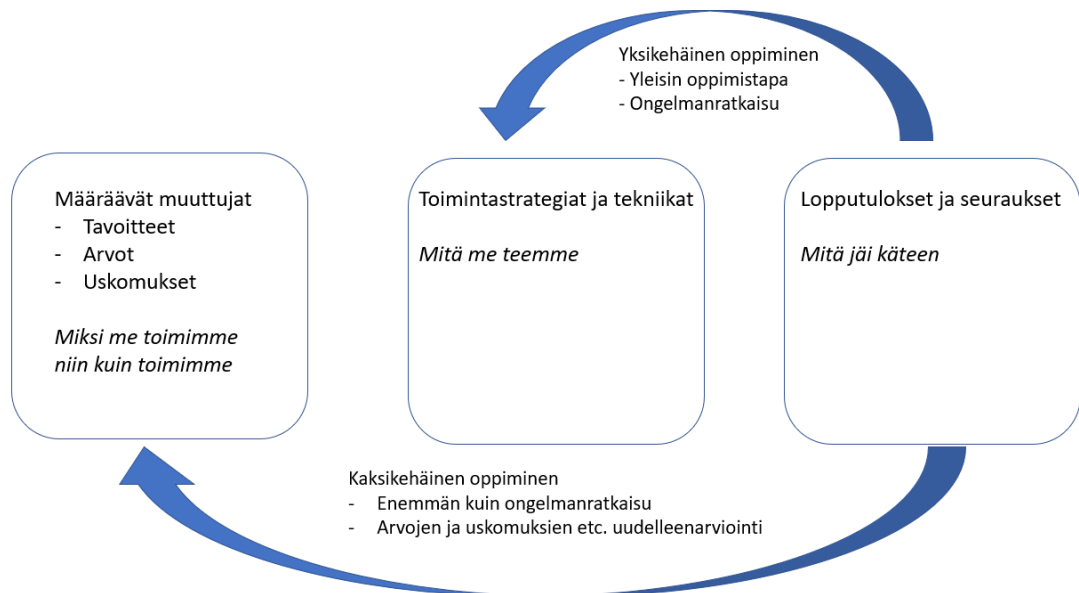 Yksikehäinen oppiminen
- Yleisin oppimistapa
- Ongelmanratkaisu
Määräävät muuttujat
- Tavoitteet
- Arvot
- Uskomukset
Miksi me toimimme
niin kuin toimimme
Toimintastrategiat ja tekniikat
Mitä me teemme
Lopputulokset ja seuraukset
Mitä jäi käteen
Kaksikehäinen oppiminen
- Enemmän kuin ongelmanratkaisu
- Arvojen ja uskomuksien etc. uudelleenarviointi